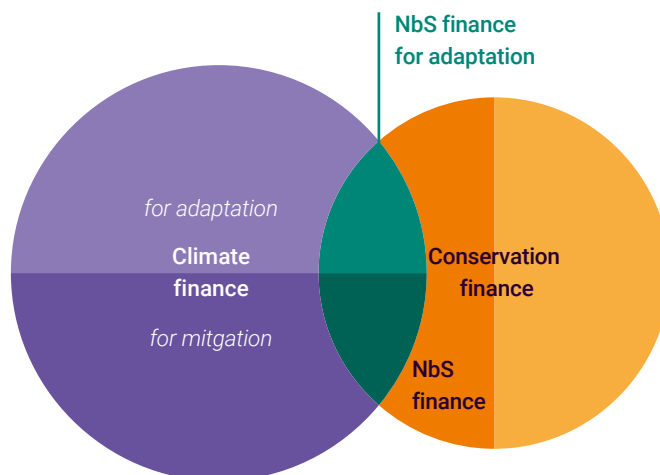 NbS finance
for adaptation
for adaptation
Climate
finance
for mitgation
Conservation
finance
NbS
finance